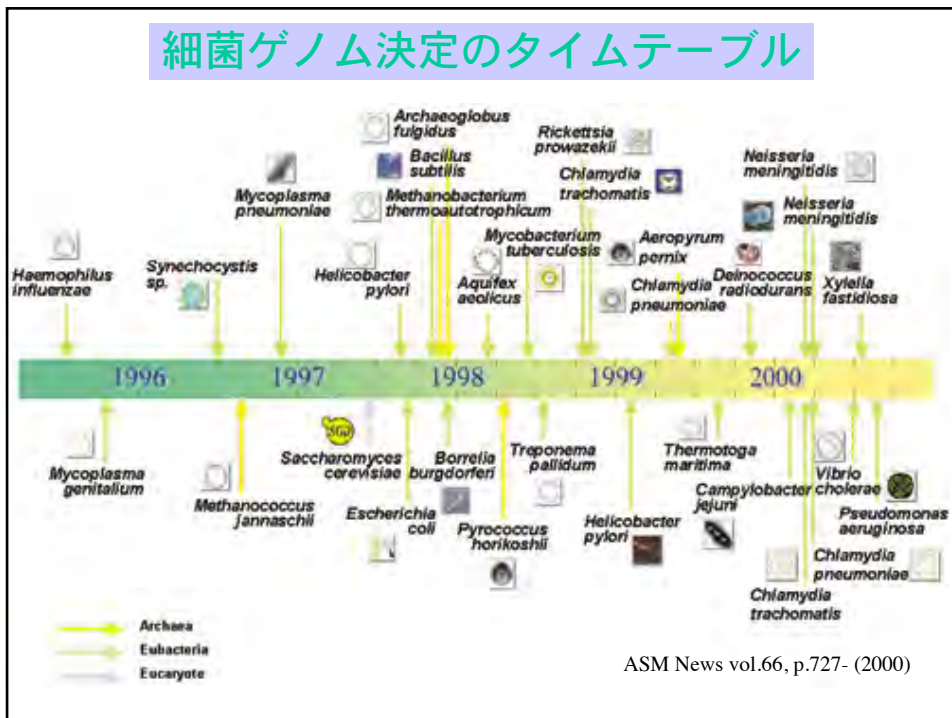 細菌ゲノム決定のタイムテーブル
Archaeoglobus
fulgidus
Bacillus
subtilis
Mycoplasma
pneumoniae
Methanobacterium
thermoautotrophicum
Rickettsia
prowazekii
Chlamydia
trachomatis
Neisseria
meningitidis
Neisseria
meningitidis
Haemophilus
influenzae
Synechocystis
sp.
Helicobacter
pylori
Mycobacterium
tuberculosis
Aquifex
aeolicus
Aeropyrum
pernix
Chlamydia
pneumoniae
Deinococcus
radiodurans
Xylella
fastidiosa
1996 1997 1998 1999 2000
Mycoplasma
genitalium
Methanococcus
jannaschii
SGD
Saccharomyces
cerevisiae
Escherichia
coli
Borrelia
burgdorferi
Pyrococcus
horikoshii
Treponema
pallidum
Helicobacter
pylori
Thermotoga
maritima
Campylobacter
jejuni
Vibrio
cholerae
Pseudomonas
aeruginosa
Chlamydia
pneumoniae
Chlamydia
trachomatis
Archaea
Eubacteria
Eucaryote
ASM News vol.66, p.727- (2000)